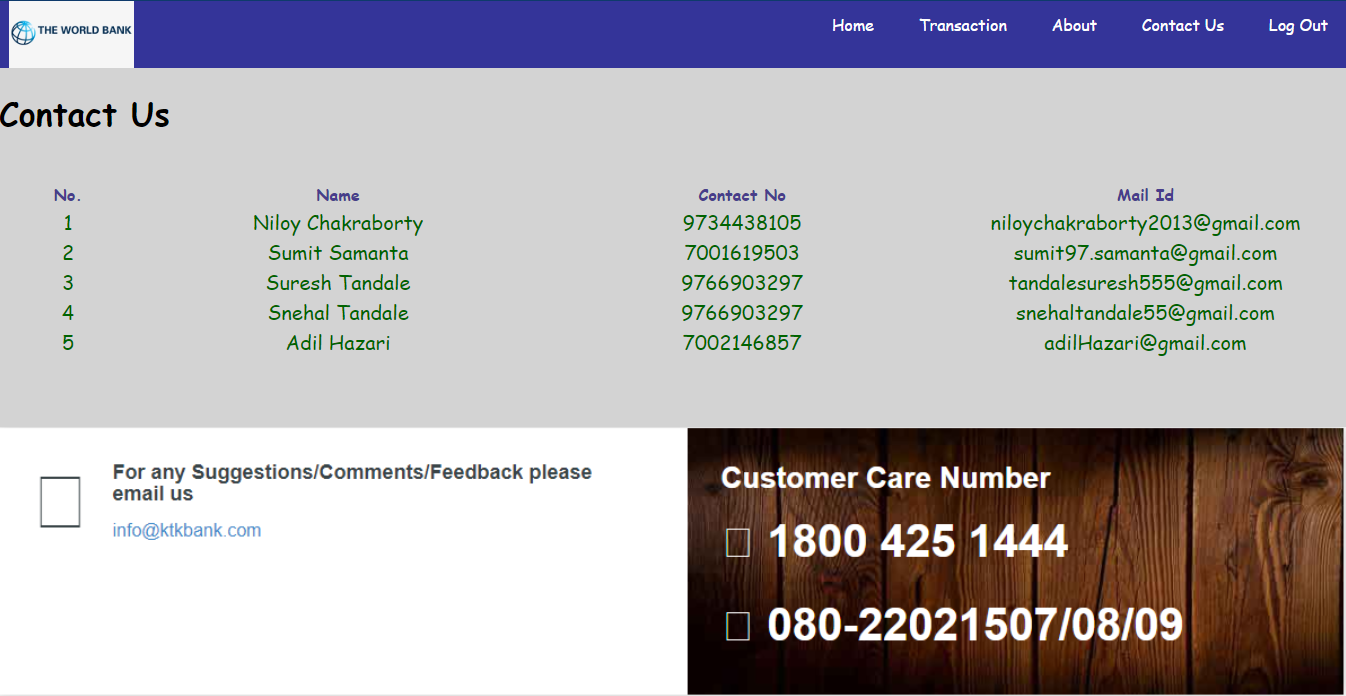 THE WORLD BANK
Home Transaction About Contact Us Log Out
Contact Us
No. Name Contact No Mail Id
1 Niloy Chakraborty 9734438105 niloychakraborty2013@gmail.com
2 Sumit Samanta 7001619503 sumit97.samanta@gmail.com
3 Suresh Tandale 9766903297 tandalesuresh555@gmail.com
4 Snehal Tandale 9766903297 snehaltandale55@gmail.com
5 Adil Hazari 7002146857 adilHazari@gmail.com
For any Suggestions/Comments/Feedback please
email us
info@ktkbank.com
Customer Care Number
1800 425 1444
080-22021507/08/09